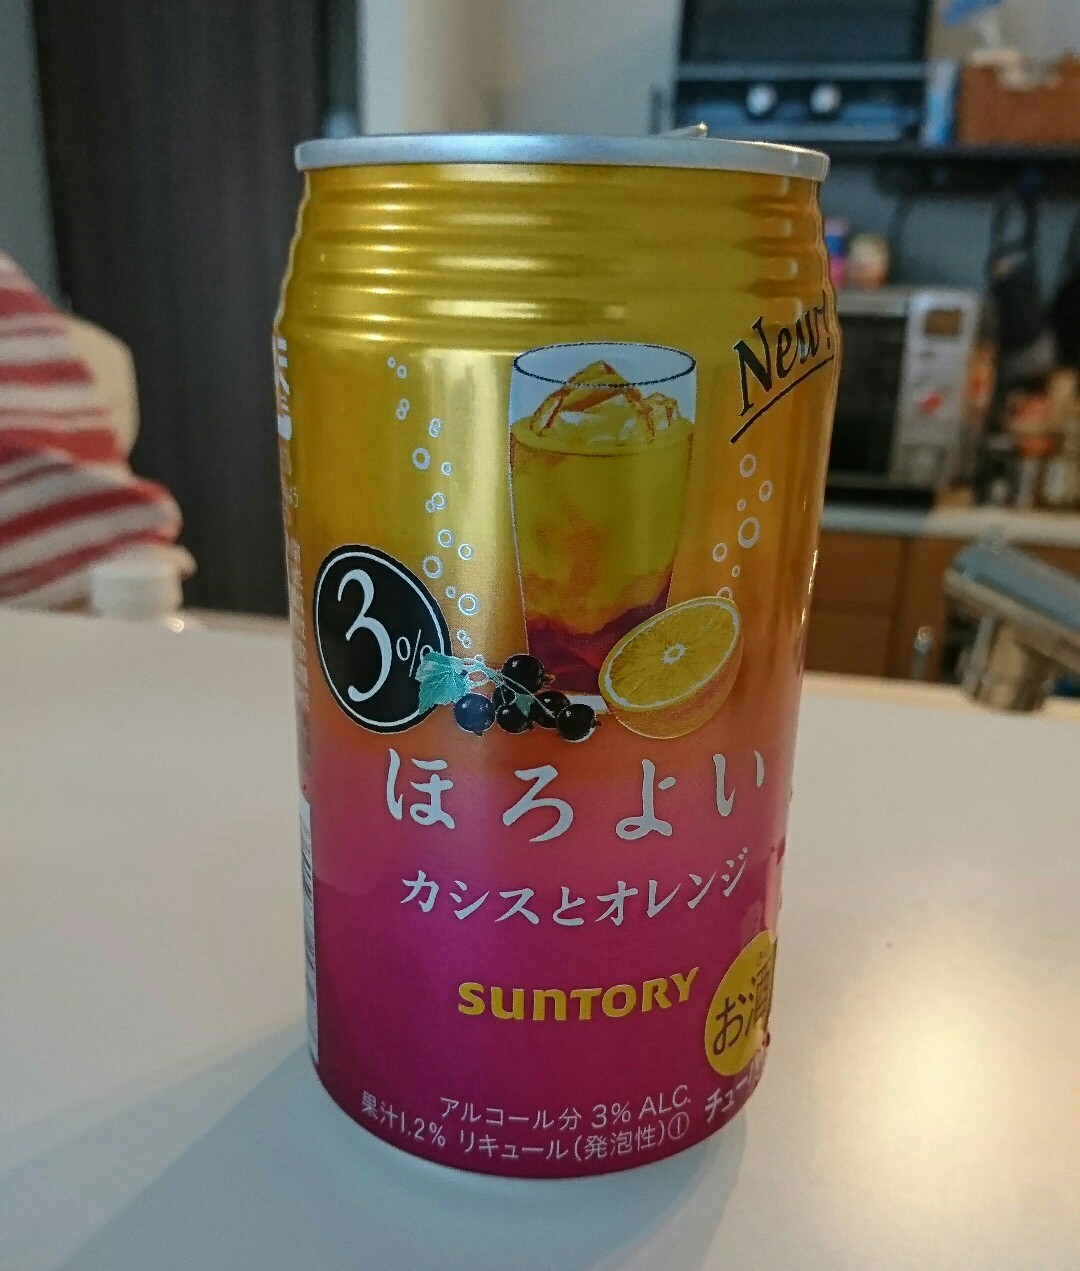 New!
3%
ほろよい
カシスとオレンジ
SUNTORY
お酒
アルコール分 3% ALC.
果汁1.2% リキュール(発泡性)①